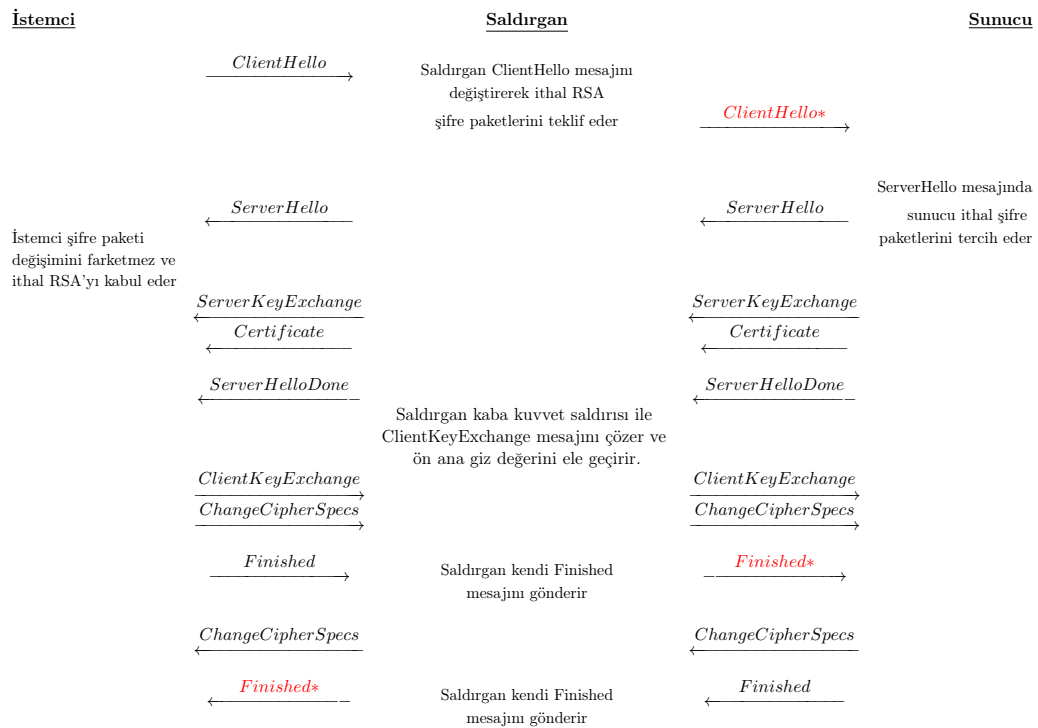 İstemci Saldırgan Sunucu
ClientHello
Saldırgan ClientHello mesajını
değiştirerek ithal RSA
şifre paketlerini teklif eder
ClientHello*
ServerHello mesajında
sunucu ithal şifre
paketlerini tercih eder
ServerHello ServerHello
İstemci şifre paketi
değişimini farketmez ve
ithal RSA'yı kabul eder
ServerKeyExchange ServerKeyExchange
Certificate Certificate
ServerHelloDone ServerHelloDone
Saldırgan kaba kuvvet saldırısı ile
ClientKeyExchange mesajını çözer ve
ön ana giz değerini ele geçirir.
ClientKeyExchange ClientKeyExchange
ChangeCipherSpecs ChangeCipherSpecs
Finished
Saldırgan kendi Finished
mesajını gönderir
Finished*
ChangeCipherSpecs ChangeCipherSpecs
Finished*
Saldırgan kendi Finished
mesajını gönderir
Finished